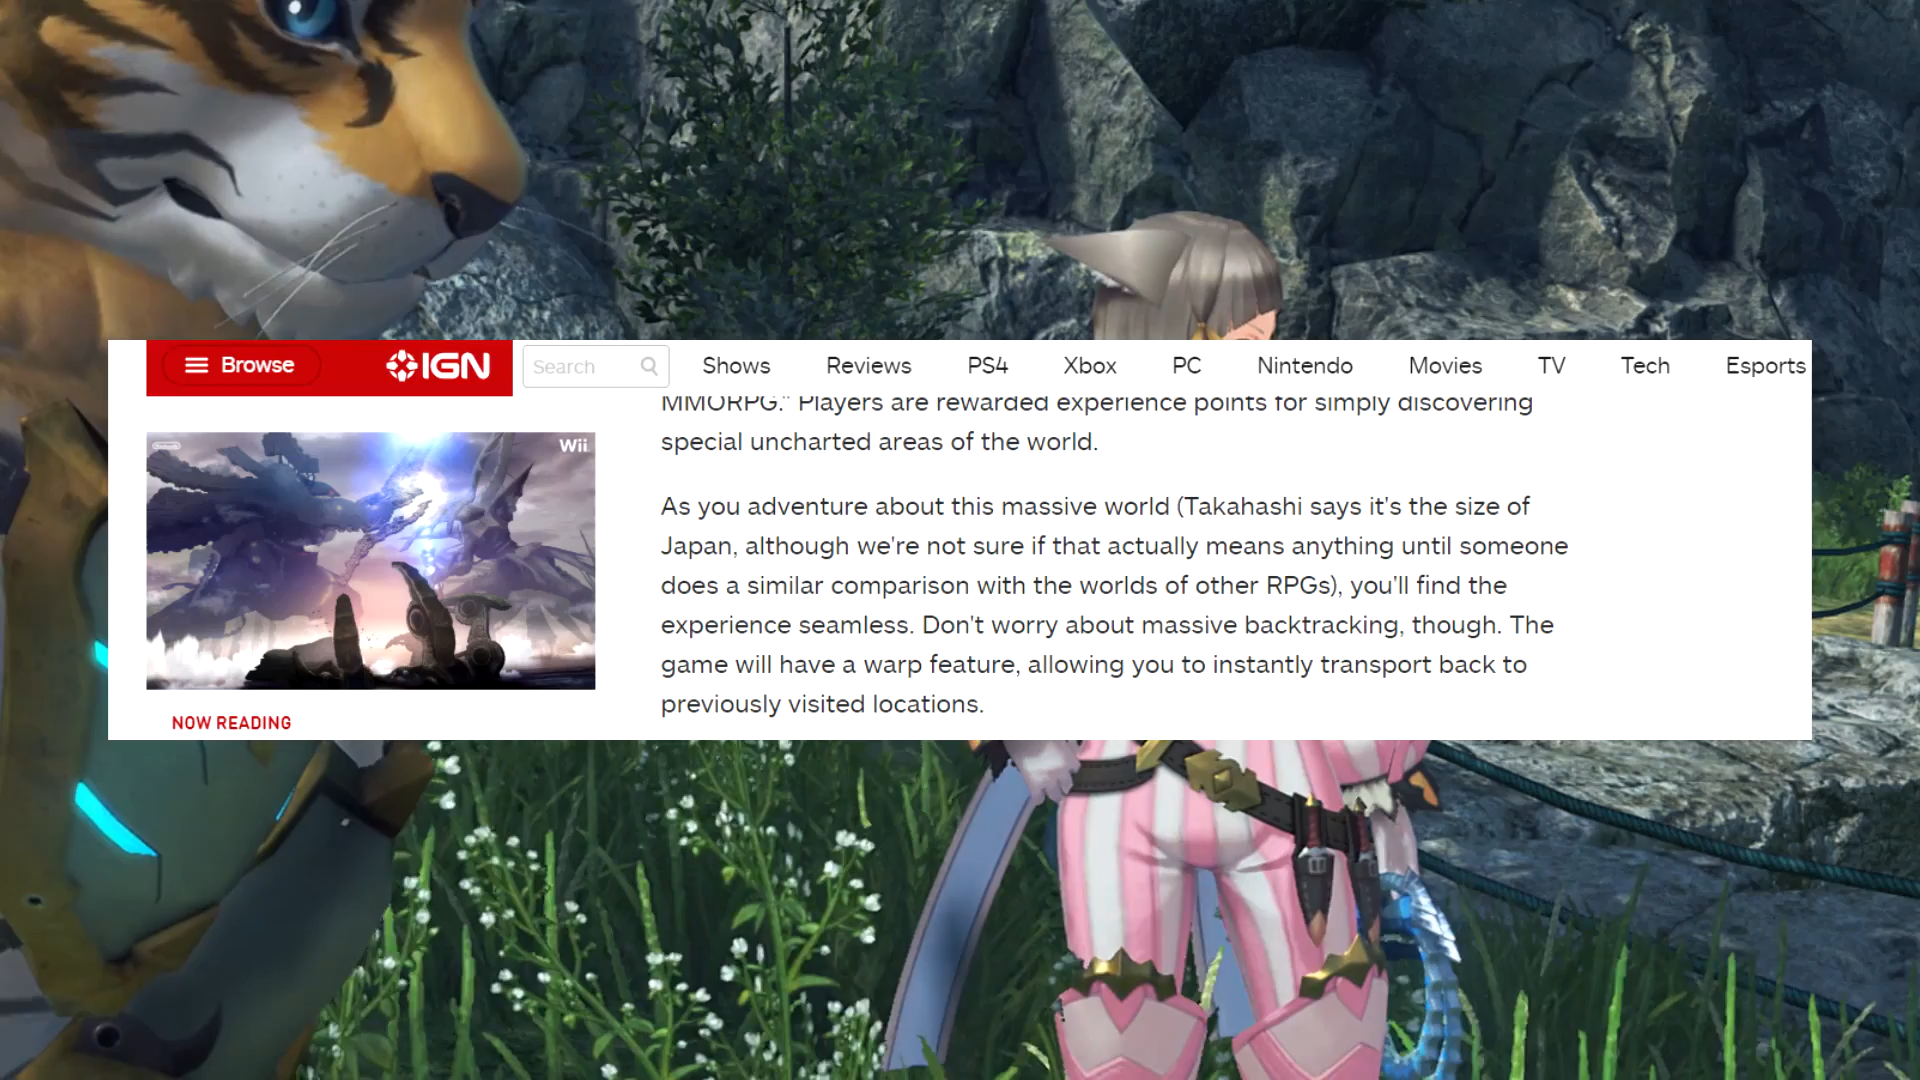 Browse
IGN
Search
Shows
Reviews
PS4
Xbox
PC
Nintendo
Movies
TV
Tech
Esports
MMORPG." Players are rewarded experience points for simply discovering
special uncharted areas of the world.
Nintendo
Wii
As you adventure about this massive world (Takahashi says it's the size of
Japan, although we're not sure if that actually means anything until someone
does a similar comparison with the worlds of other RPGs), you'll find the
experience seamless. Don't worry about massive backtracking, though. The
game will have a warp feature, allowing you to instantly transport back to
previously visited locations.
NOW READING